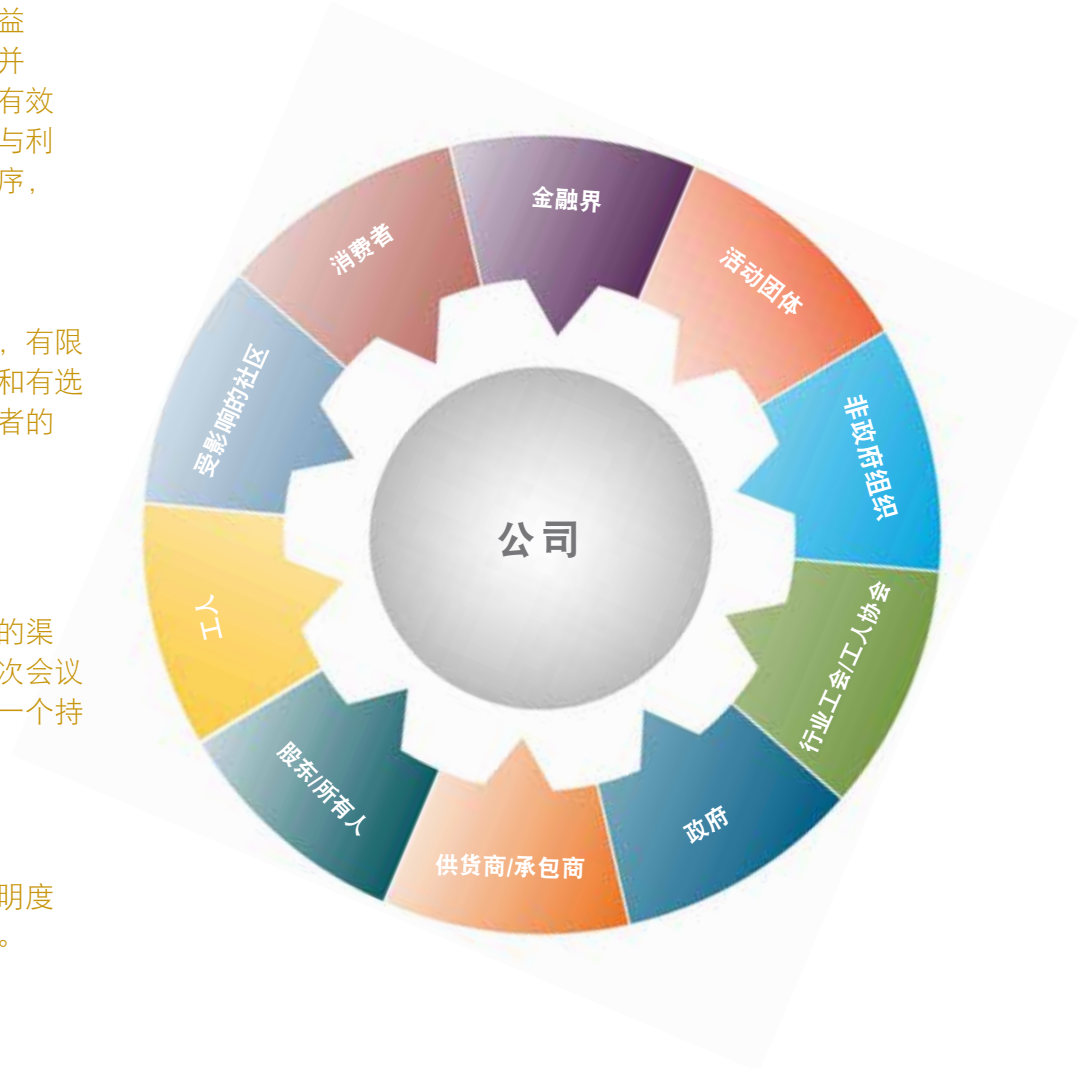 益
并
有效
与利
序，
，有限
和有选
者的
的渠
次会议
一个持
明度
。
金融界
活动团体
非政府组织
行业工会/工人协会
政府
供货商/承包商
股东/所有人
工人
受影响的社区
消费者
公司